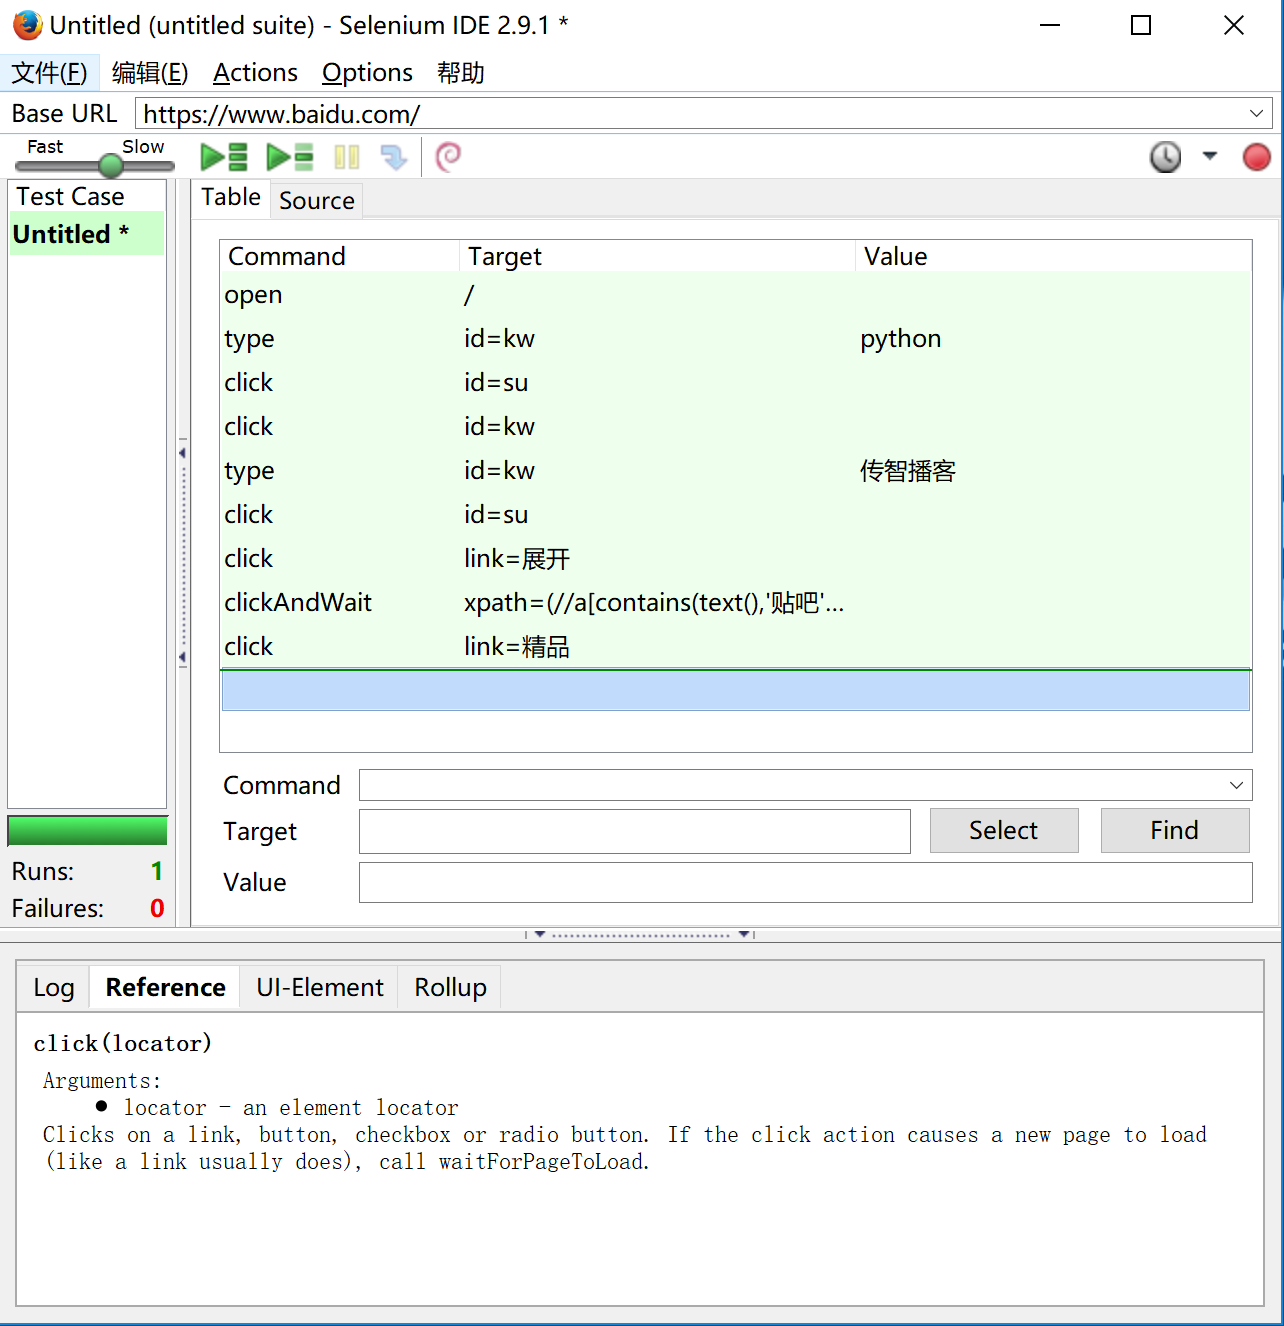 Untitled (untitled suite) - Selenium IDE 2.9.1 *
文件(F) 编辑(E) Actions Options 帮助
Base URL https://www.baidu.com/
Fast Slow
Test Case
Untitled *
Table Source
Command Target Value
open /
type id=kw python
click id=su
click id=kw
type id=kw 传智播客
click id=su
click link=展开
clickAndWait xpath=(//a[contains(text(),'贴吧'...
click link=精品
Command
Target Select Find
Value
Runs: 1
Failures: 0
Log Reference UI-Element Rollup
click(locator)
Arguments:
● locator - an element locator
Clicks on a link, button, checkbox or radio button. If the click action causes a new page to load
(like a link usually does), call waitForPageToLoad.